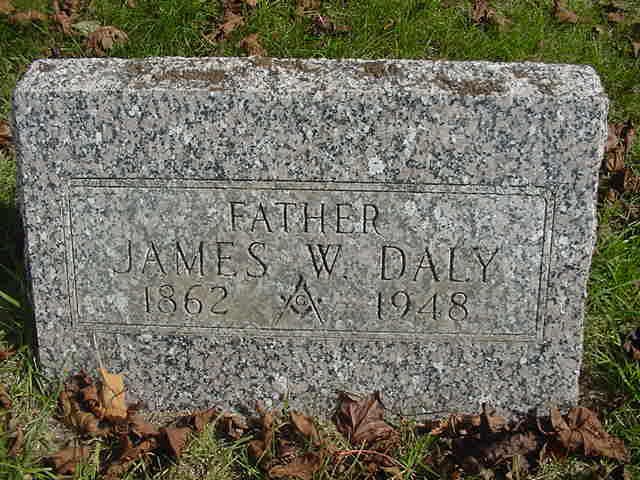 FATHER
JAMES W. DALY
1862 G 1948